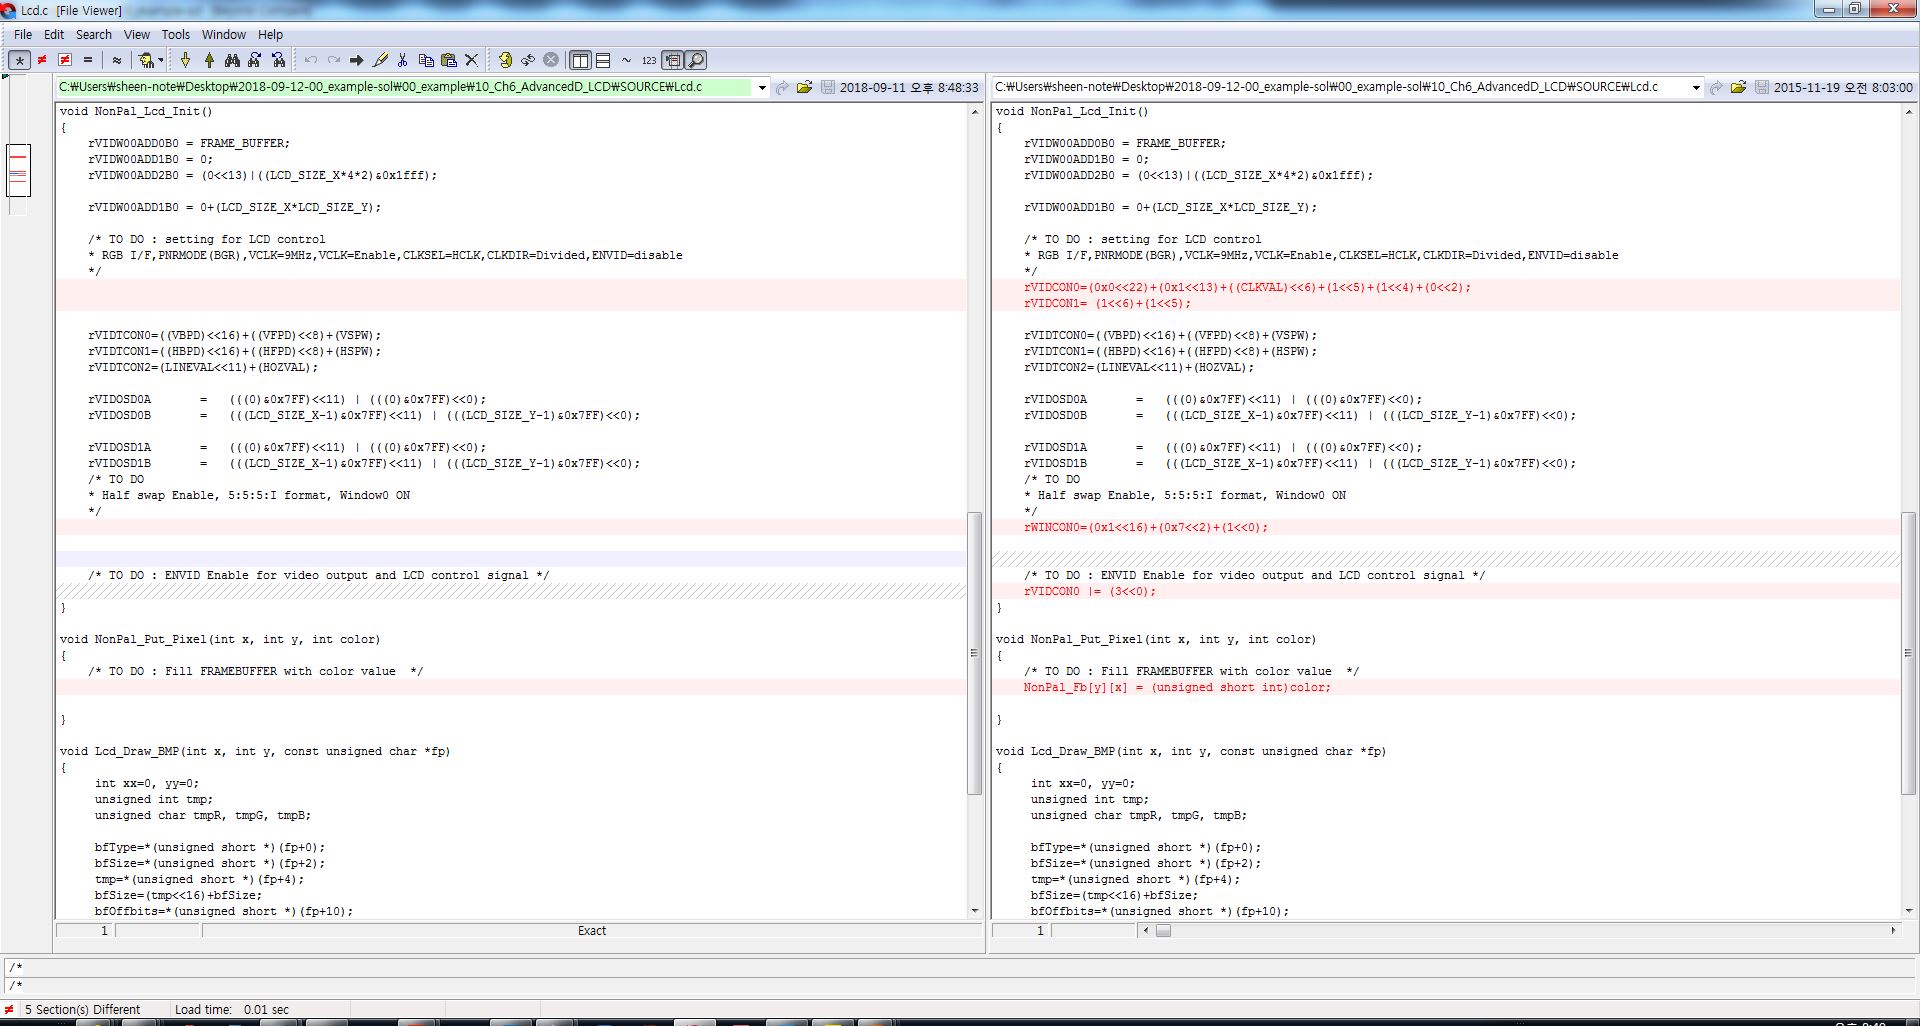 Lcd.c [File Viewer]
File Edit Search View Tools Window Help
123
C:₩Users₩sheen-note₩Desktop₩2018-09-12-00_example-sol₩00_example₩10_Ch6_AdvancedD_LCD₩SOURCE₩Lcd.c
2018-09-11 오후 8:48:33
void NonPal_Lcd_Init()
{
rVIDW00ADD0B0 = FRAME_BUFFER;
rVIDW00ADD1B0 = 0;
rVIDW00ADD2B0 = (0<<13)|((LCD_SIZE_X*4*2)&0x1fff);
rVIDW00ADD1B0 = 0+(LCD_SIZE_X*LCD_SIZE_Y);
/* TO DO : setting for LCD control
* RGB I/F,PNRMODE(BGR),VCLK=9MHz,VCLK=Enable,CLKSEL=HCLK,CLKDIR=Divided,ENVID=disable
*/
rVIDTCON0=((VBPD)<<16)+((VFPD)<<8)+(VSPW);
rVIDTCON1=((HBPD)<<16)+((HFPD)<<8)+(HSPW);
rVIDTCON2=(LINEVAL<<11)+(HOZVAL);
rVIDOSD0A = (((0)&0x7FF)<<11) | (((0)&0x7FF)<<0);
rVIDOSD0B = (((LCD_SIZE_X-1)&0x7FF)<<11) | (((LCD_SIZE_Y-1)&0x7FF)<<0);
rVIDOSD1A = (((0)&0x7FF)<<11) | (((0)&0x7FF)<<0);
rVIDOSD1B = (((LCD_SIZE_X-1)&0x7FF)<<11) | (((LCD_SIZE_Y-1)&0x7FF)<<0);
/* TO DO
* Half swap Enable, 5:5:5:I format, Window0 ON
*/
/* TO DO : ENVID Enable for video output and LCD control signal */
}
void NonPal_Put_Pixel(int x, int y, int color)
{
/* TO DO : Fill FRAMEBUFFER with color value */
}
void Lcd_Draw_BMP(int x, int y, const unsigned char *fp)
{
int xx=0, yy=0;
unsigned int tmp;
unsigned char tmpR, tmpG, tmpB;
bfType=*(unsigned short *)(fp+0);
bfSize=*(unsigned short *)(fp+2);
tmp=*(unsigned short *)(fp+4);
bfSize=(tmp<<16)+bfSize;
bfOffbits=*(unsigned short *)(fp+10);
1 Exact
C:₩Users₩sheen-note₩Desktop₩2018-09-12-00_example-sol₩00_example-sol₩10_Ch6_AdvancedD_LCD₩SOURCE₩Lcd.c
2015-11-19 오전 8:03:00
void NonPal_Lcd_Init()
{
rVIDW00ADD0B0 = FRAME_BUFFER;
rVIDW00ADD1B0 = 0;
rVIDW00ADD2B0 = (0<<13)|((LCD_SIZE_X*4*2)&0x1fff);
rVIDW00ADD1B0 = 0+(LCD_SIZE_X*LCD_SIZE_Y);
/* TO DO : setting for LCD control
* RGB I/F,PNRMODE(BGR),VCLK=9MHz,VCLK=Enable,CLKSEL=HCLK,CLKDIR=Divided,ENVID=disable
*/
rVIDCON0=(0x0<<22)+(0x1<<13)+((CLKVAL)<<6)+(1<<5)+(1<<4)+(0<<2);
rVIDCON1= (1<<6)+(1<<5);
rVIDTCON0=((VBPD)<<16)+((VFPD)<<8)+(VSPW);
rVIDTCON1=((HBPD)<<16)+((HFPD)<<8)+(HSPW);
rVIDTCON2=(LINEVAL<<11)+(HOZVAL);
rVIDOSD0A = (((0)&0x7FF)<<11) | (((0)&0x7FF)<<0);
rVIDOSD0B = (((LCD_SIZE_X-1)&0x7FF)<<11) | (((LCD_SIZE_Y-1)&0x7FF)<<0);
rVIDOSD1A = (((0)&0x7FF)<<11) | (((0)&0x7FF)<<0);
rVIDOSD1B = (((LCD_SIZE_X-1)&0x7FF)<<11) | (((LCD_SIZE_Y-1)&0x7FF)<<0);
/* TO DO
* Half swap Enable, 5:5:5:I format, Window0 ON
*/
rWINCON0=(0x1<<16)+(0x7<<2)+(1<<0);
/* TO DO : ENVID Enable for video output and LCD control signal */
rVIDCON0 |= (3<<0);
}
void NonPal_Put_Pixel(int x, int y, int color)
{
/* TO DO : Fill FRAMEBUFFER with color value */
NonPal_Fb[y][x] = (unsigned short int)color;
}
void Lcd_Draw_BMP(int x, int y, const unsigned char *fp)
{
int xx=0, yy=0;
unsigned int tmp;
unsigned char tmpR, tmpG, tmpB;
bfType=*(unsigned short *)(fp+0);
bfSize=*(unsigned short *)(fp+2);
tmp=*(unsigned short *)(fp+4);
bfSize=(tmp<<16)+bfSize;
bfOffbits=*(unsigned short *)(fp+10);
1
/*
/*
5 Section(s) Different Load time: 0.01 sec